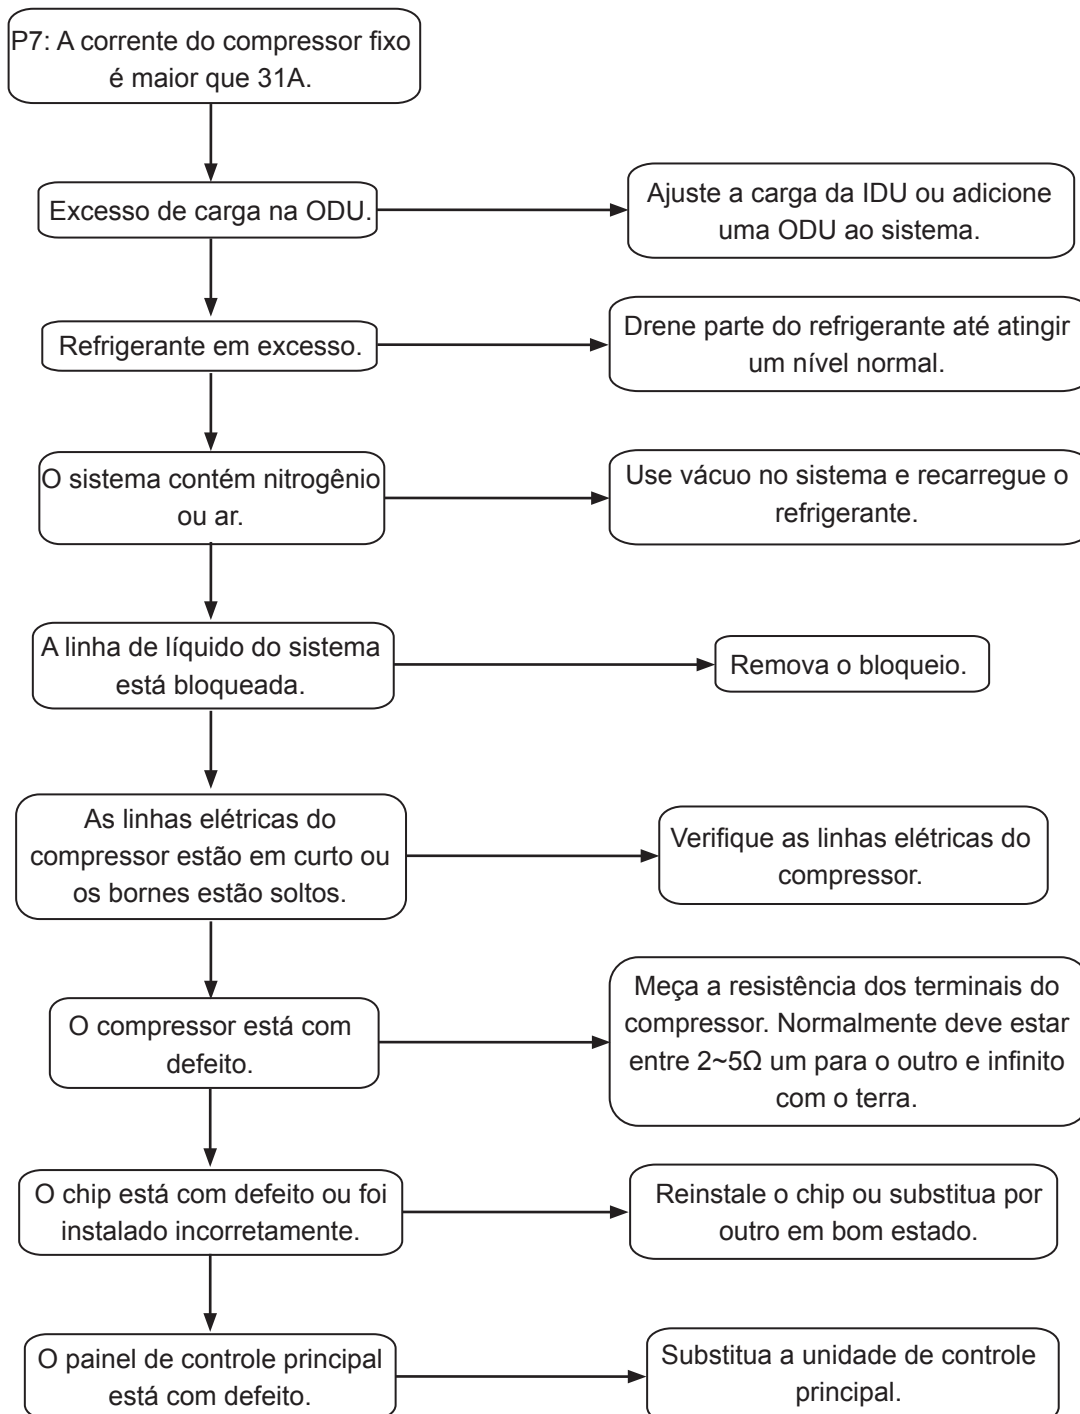 P7: A corrente do compressor fixo
é maior que 31A.
Excesso de carga na ODU.
Ajuste a carga da IDU ou adicione
uma ODU ao sistema.
Refrigerante em excesso.
Drene parte do refrigerante até atingir
um nível normal.
O sistema contém nitrogênio
ou ar.
Use vácuo no sistema e recarregue o
refrigerante.
A linha de líquido do sistema
está bloqueada.
Remova o bloqueio.
As linhas elétricas do
compressor estão em curto ou
os bornes estão soltos.
Verifique as linhas elétricas do
compressor.
O compressor está com
defeito.
Meça a resistência dos terminais do
compressor. Normalmente deve estar
entre 2~5Ω um para o outro e infinito
com o terra.
O chip está com defeito ou foi
instalado incorretamente.
Reinstale o chip ou substitua por
outro em bom estado.
O painel de controle principal
está com defeito.
Substitua a unidade de controle
principal.